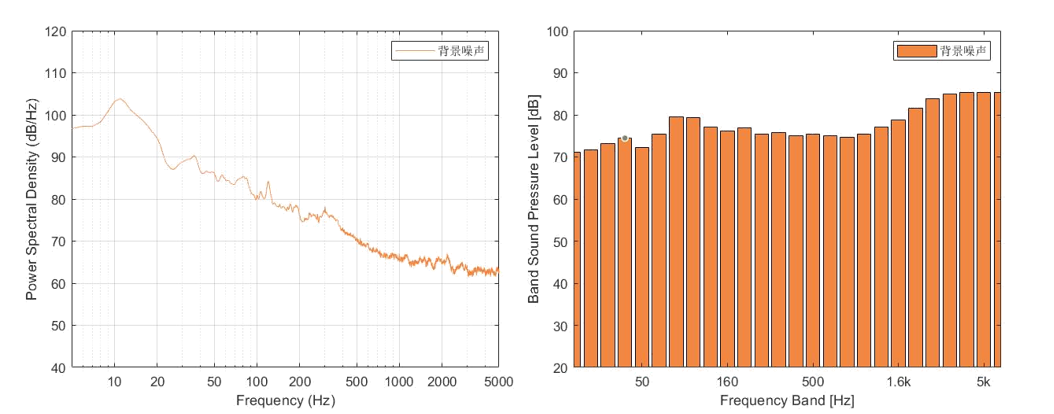 120
110
100
90
80
70
60
50
40
Power Spectral Density (dB/Hz)
背景噪声
10 20 50 100 200 500 1000 2000 5000
Frequency (Hz)
100
90
80
70
60
50
40
30
20
Band Sound Pressure Level [dB]
背景噪声
50 160 500 1.6k 5k
Frequency Band [Hz]